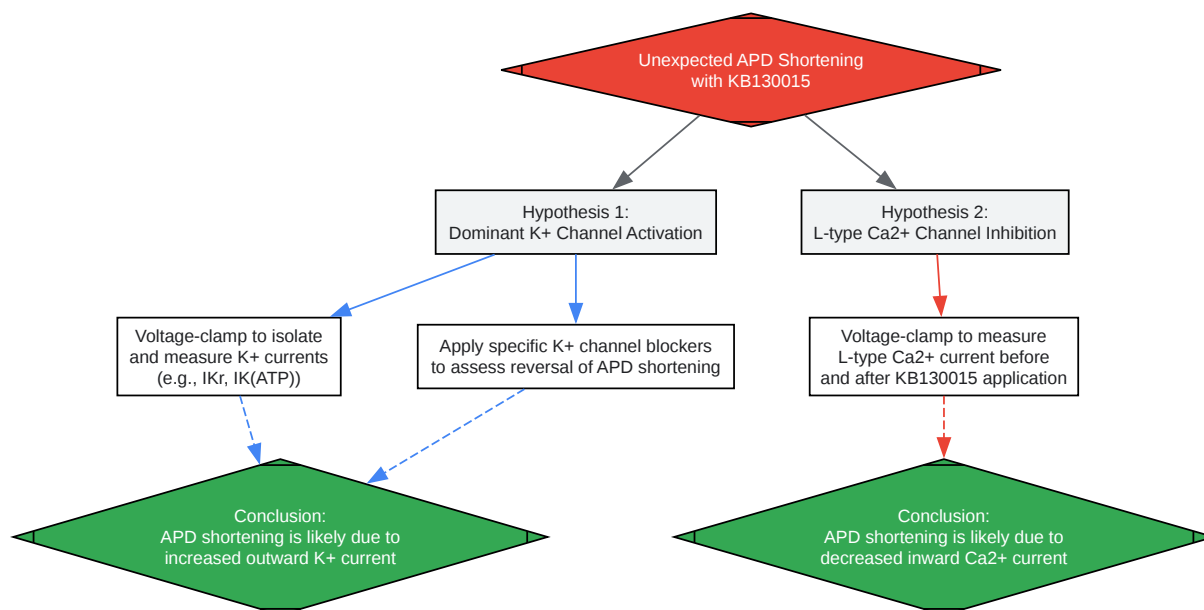 Unexpected APD Shortening
with KB130015
Hypothesis 1:
Dominant K+ Channel Activation
Hypothesis 2:
L-type Ca2+ Channel Inhibition
Voltage-clamp to isolate
and measure K+ currents
(e.g., IKr, IK(ATP))
Apply specific K+ channel blockers
to assess reversal of APD shortening
Voltage-clamp to measure
L-type Ca2+ current before
and after KB130015 application
Conclusion:
APD shortening is likely due to
increased outward K+ current
Conclusion:
APD shortening is likely due to
decreased inward Ca2+ current